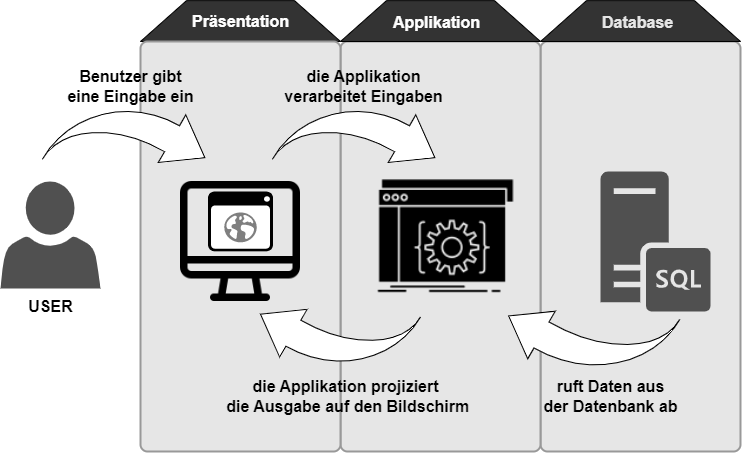 Präsentation
Applikation
Database
Benutzer gibt
eine Eingabe ein
die Applikation
verarbeitet Eingaben
USER
SQL
die Applikation projiziert
die Ausgabe auf den Bildschirm
ruft Daten aus
der Datenbank ab